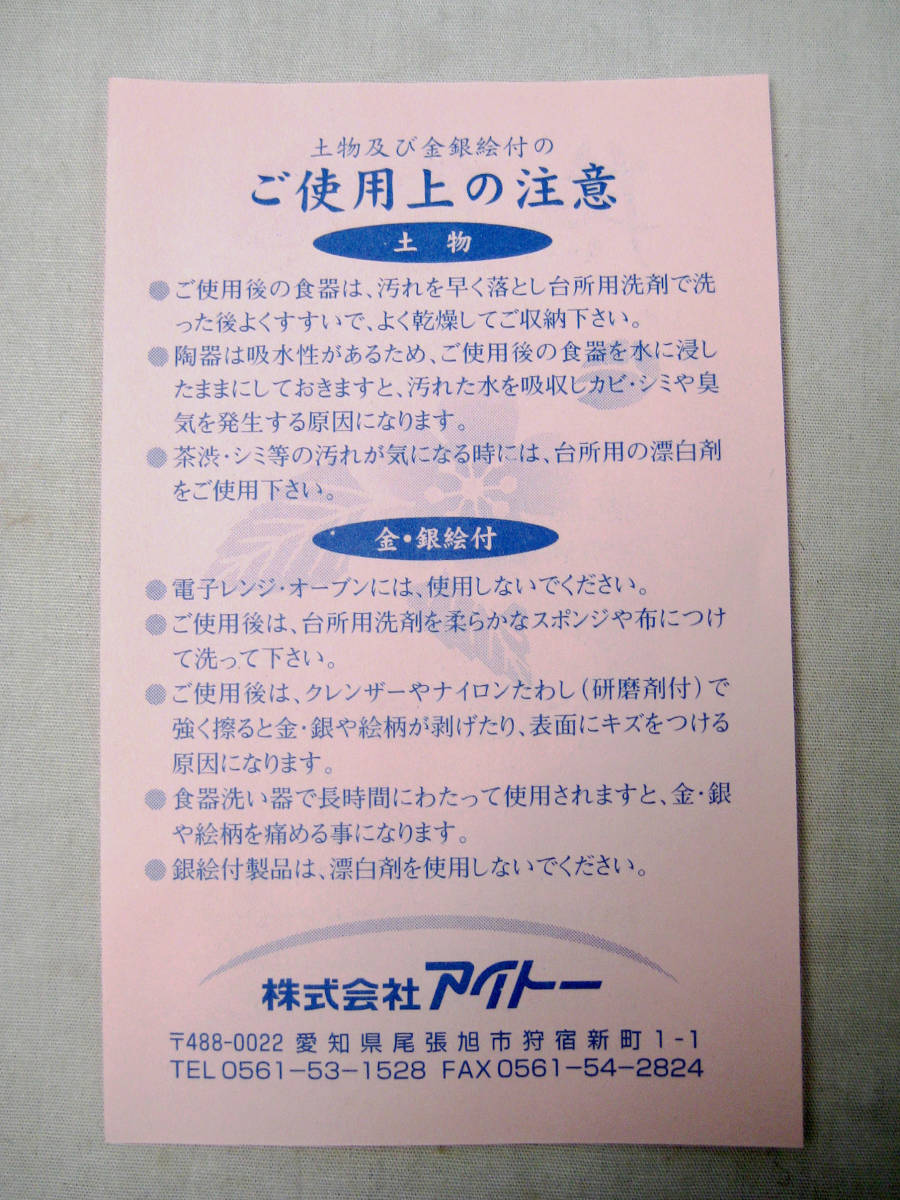 土物及び金銀絵付の
ご使用上の注意
土物
●ご使用後の食器は、汚れを早く落とし台所用洗剤で洗
った後よくすすいで、よく乾燥してご収納下さい。
●陶器は吸水性があるため、ご使用後の食器を水に浸し
たままにしておきますと、汚れた水を吸収しカビ・シミや臭
気を発生する原因になります。
●茶渋・シミ等の汚れが気になる時には、台所用の漂白剤
をご使用下さい。
金・銀絵付
●電子レンジ・オーブンには、使用しないでください。
●ご使用後は、台所用洗剤を柔らかなスポンジや布につけ
て洗って下さい。
●ご使用後は、クレンザーやナイロンたわし(研磨剤付)で
強く擦ると金・銀や絵柄が剥げたり、表面にキズをつける
原因になります。
●食器洗い器で長時間にわたって使用されますと、金・銀
や絵柄を痛める事になります。
●銀絵付製品は、漂白剤を使用しないでください。
株式会社アイトー
〒488-0022 愛知県尾張旭市狩宿新町1-1
TEL0561-53-1528 FAX0561-54-2824